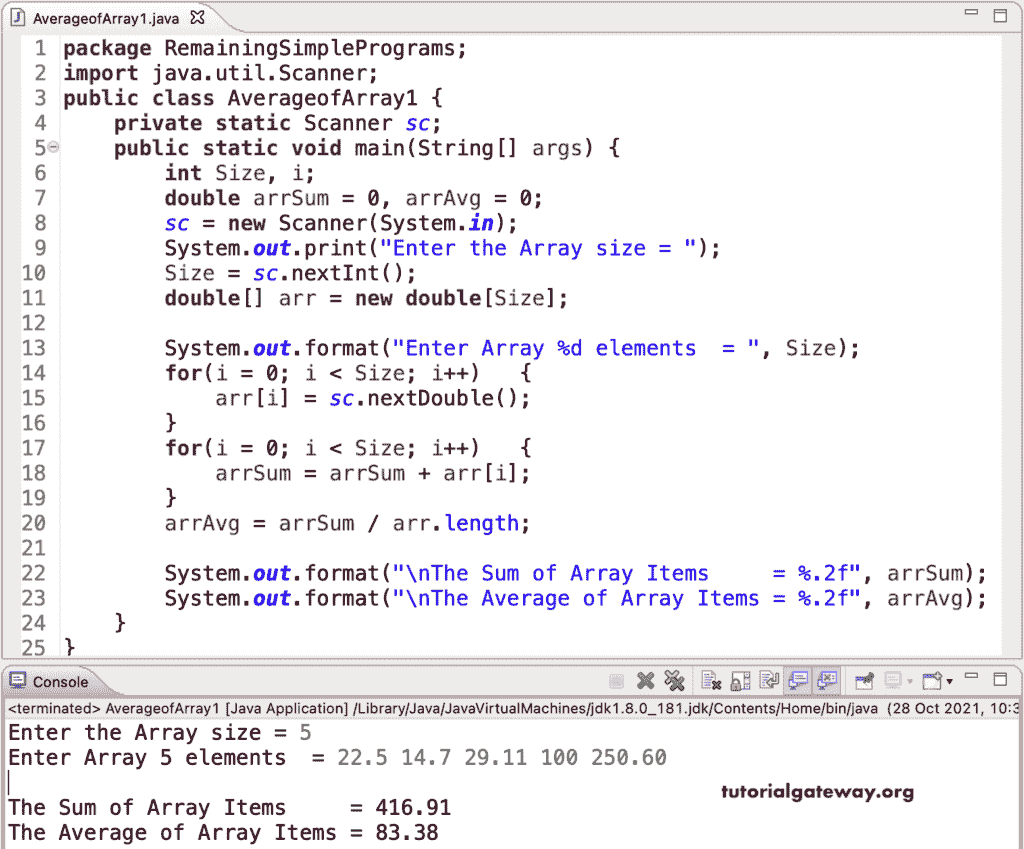 AverageofArray1.java
1 package RemainingSimplePrograms;
2 import java.util.Scanner;
3 public class AverageofArray1 {
4     private static Scanner sc;
5     public static void main(String[] args) {
6         int Size, i;
7         double arrSum = 0, arrAvg = 0;
8         sc = new Scanner(System.in);
9         System.out.print("Enter the Array size = ");
10         Size = sc.nextInt();
11         double[] arr = new double[Size];
12
13         System.out.format("Enter Array %d elements  = ", Size);
14         for(i = 0; i < Size; i++)   {
15             arr[i] = sc.nextDouble();
16         }
17         for(i = 0; i < Size; i++)   {
18             arrSum = arrSum + arr[i];
19         }
20         arrAvg = arrSum / arr.length;
21
22         System.out.format("\nThe Sum of Array Items     = %.2f", arrSum);
23         System.out.format("\nThe Average of Array Items = %.2f", arrAvg);
24     }
25 }
Console
<terminated> AverageofArray1 [Java Application] /Library/Java/JavaVirtualMachines/jdk1.8.0_181.jdk/Contents/Home/bin/java (28 Oct 2021, 10:3
Enter the Array size = 5
Enter Array 5 elements  = 22.5 14.7 29.11 100 250.60
tutorialgateway.org
The Sum of Array Items     = 416.91
The Average of Array Items = 83.38